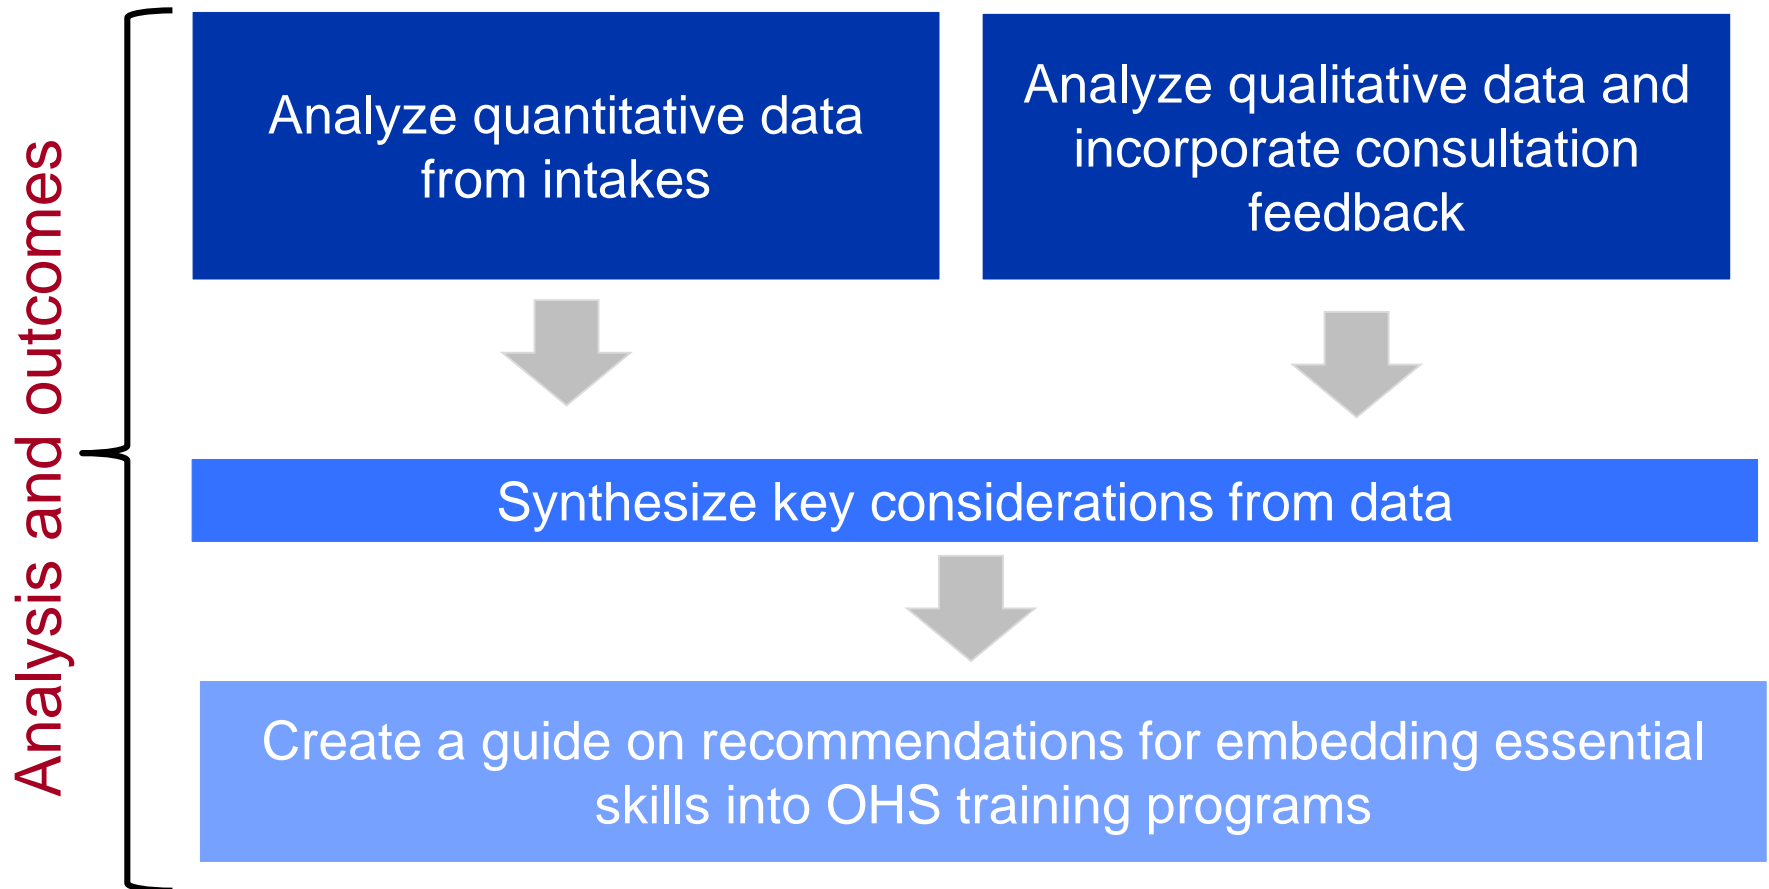 Analysis and outcomes
Analyze quantitative data
from intakes
Analyze qualitative data and
incorporate consultation
feedback
Synthesize key considerations from data
Create a guide on recommendations for embedding essential
skills into OHS training programs